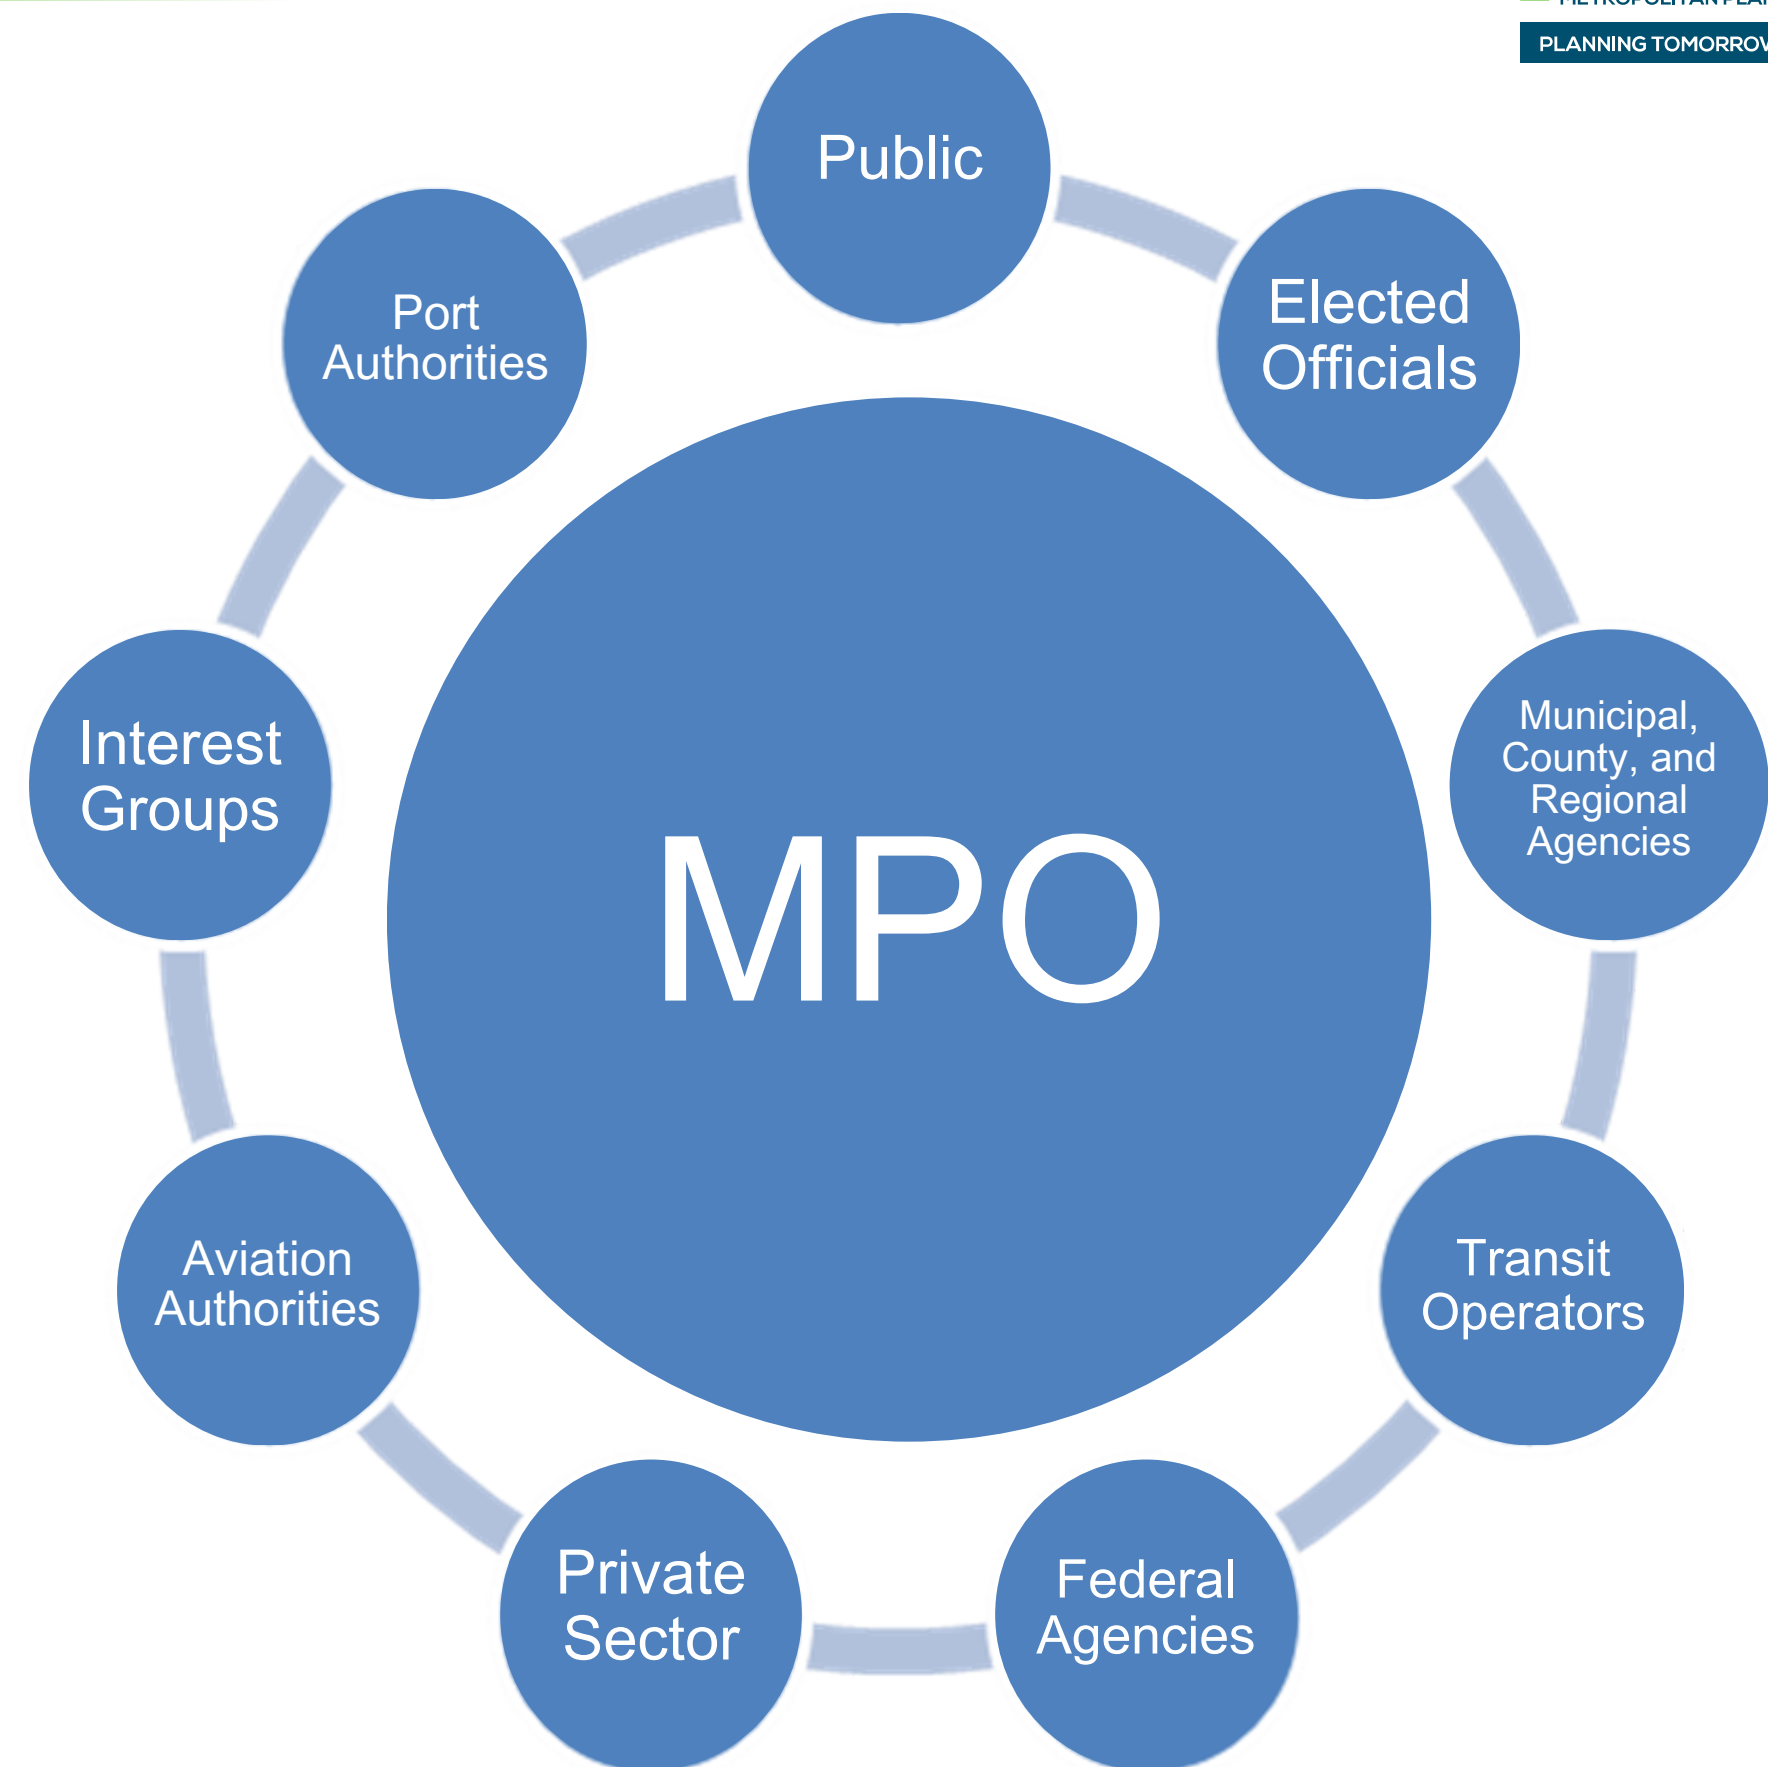 METROPOLITAN
PLANNING
Public
Elected
Officials
Municipal,
County, and
Regional
Agencies
Transit
Operators
Federal
Agencies
Private
Sector
Aviation
Authorities
Interest
Groups
Port
Authorities
MPO